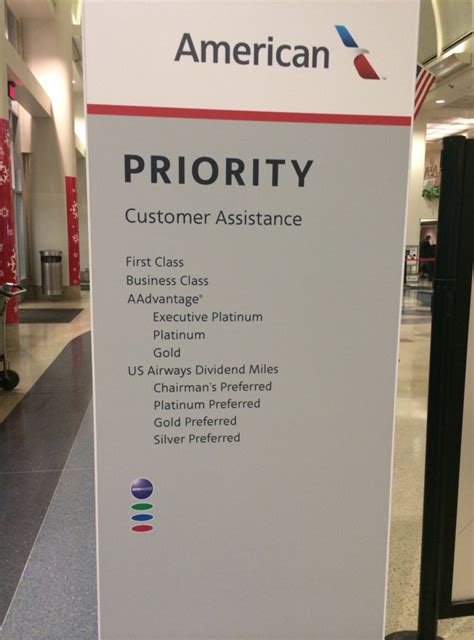 American
PRIORITY
Customer Assistance
First Class
Business Class
AAdvantage®
Executive Platinum
Platinum
Gold
US Airways Dividend Miles
Chairman's Preferred
Platinum Preferred
Gold Preferred
Silver Preferred
oneworld